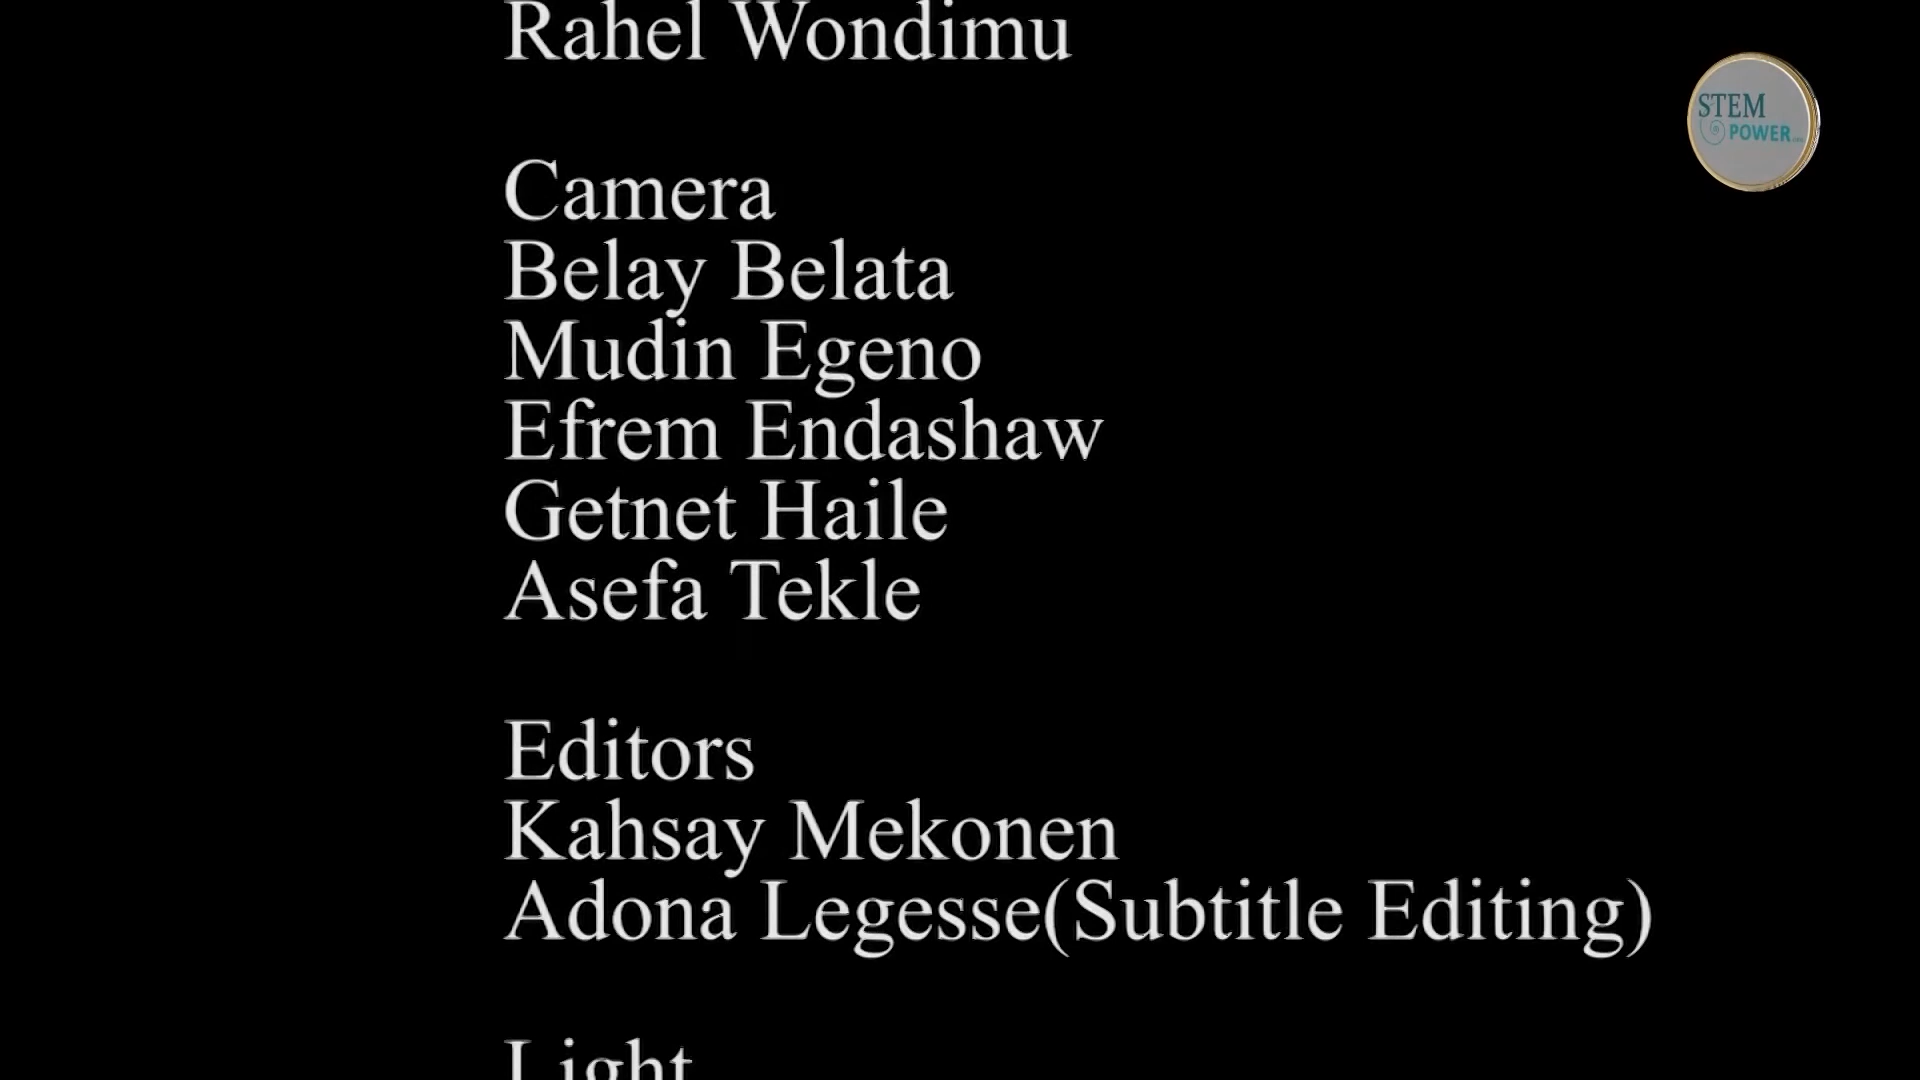 Rahel Wondimu
STEM
POWER
Camera
Belay Belata
Mudin Egeno
Efrem Endashaw
Getnet Haile
Asefa Tekle
Editors
Kahsay Mekonen
Adona Legesse(Subtitle Editing)
Light